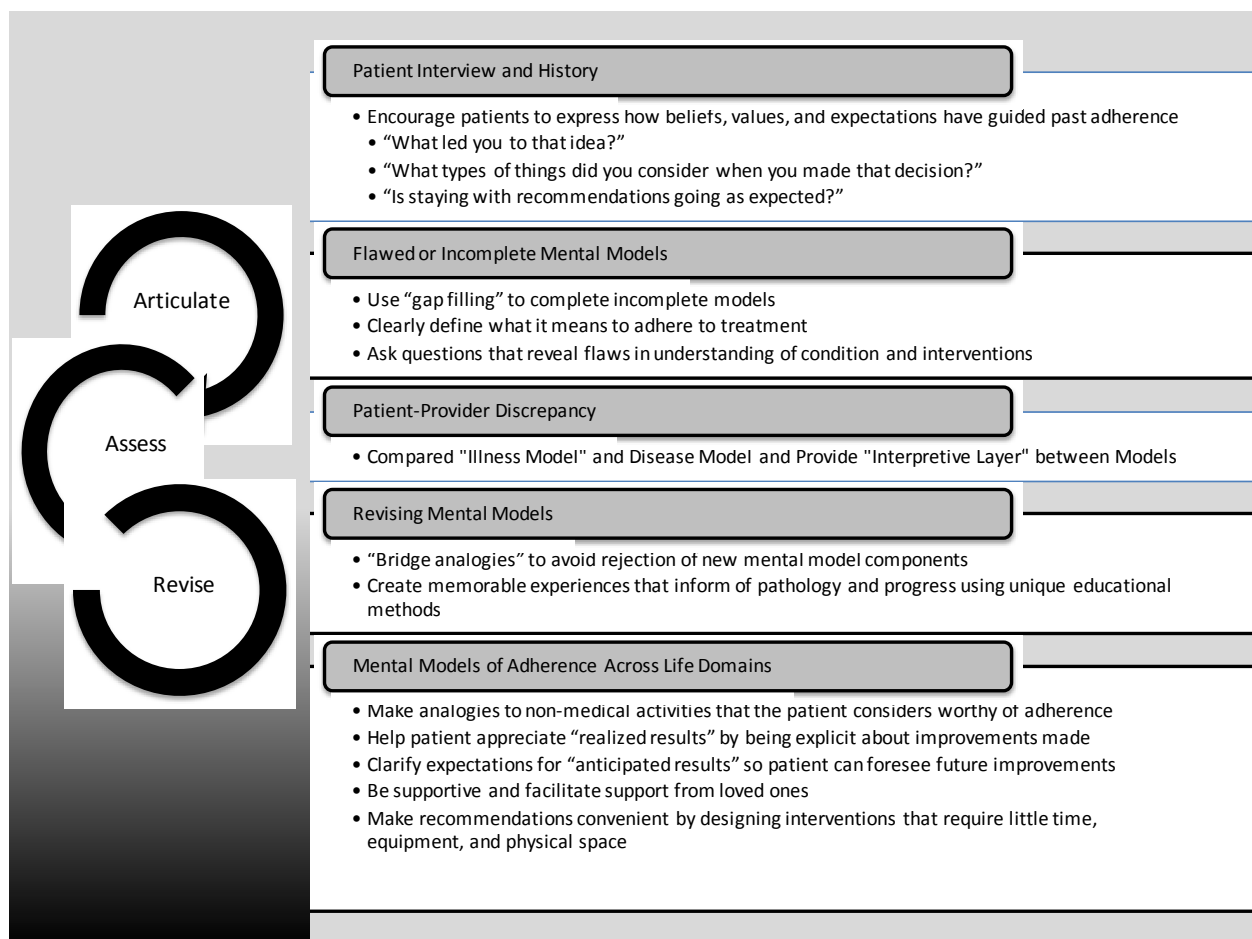 Patient Interview and History
• Encourage patients to express how beliefs, values, and expectations have guided past adherence
• “What led you to that idea?”
• “What types of things did you consider when you made that decision?”
• “Is staying with recommendations going as expected?”
Articulate
Assess
Revise
Flawed or Incomplete Mental Models
• Use “gap filling” to complete incomplete models
• Clearly define what it means to adhere to treatment
• Ask questions that reveal flaws in understanding of condition and interventions
Patient-Provider Discrepancy
• Compared "Illness Model" and Disease Model and Provide "Interpretive Layer" between Models
Revising Mental Models
• “Bridge analogies” to avoid rejection of new mental model components
• Create memorable experiences that inform of pathology and progress using unique educational
methods
Mental Models of Adherence Across Life Domains
• Make analogies to non-medical activities that the patient considers worthy of adherence
• Help patient appreciate “realized results” by being explicit about improvements made
• Clarify expectations for “anticipated results” so patient can foresee future improvements
• Be supportive and facilitate support from loved ones
• Make recommendations convenient by designing interventions that require little time,
equipment, and physical space